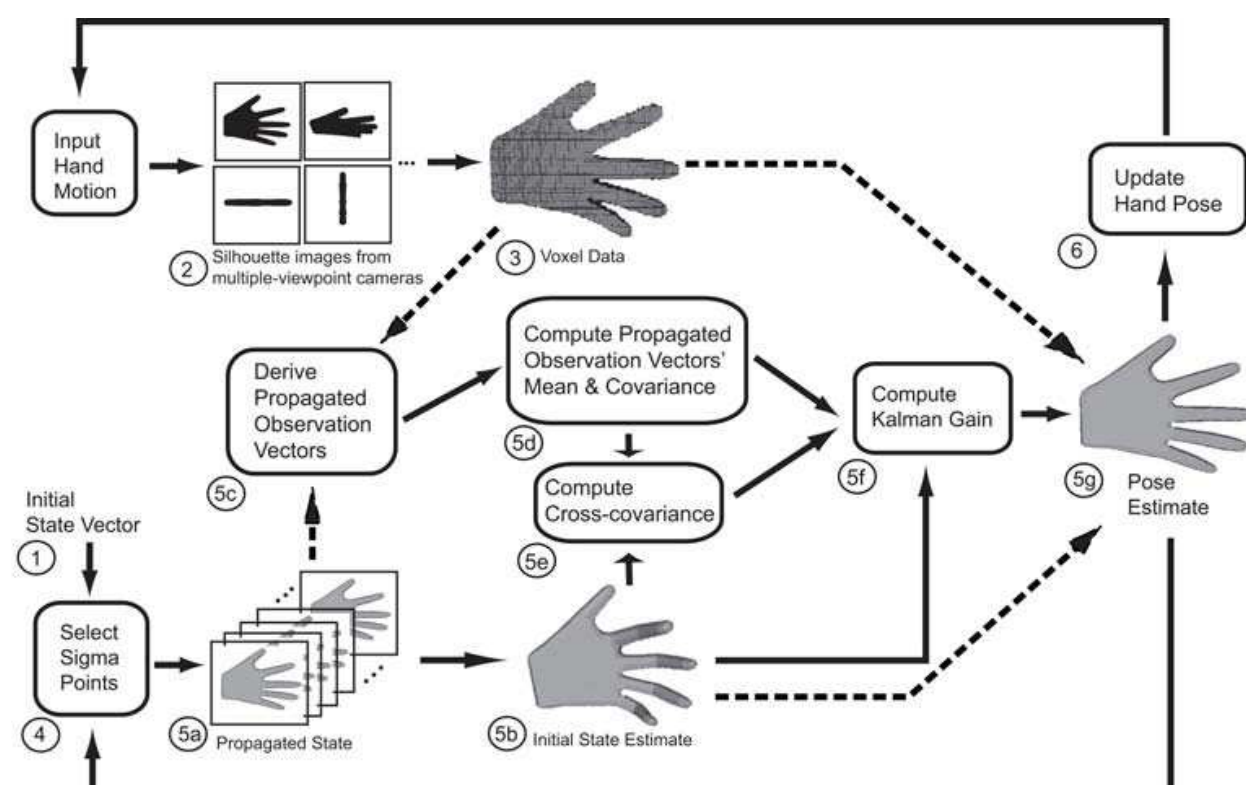 Input
Hand
Motion
...
2
Silhouette images from
multiple-viewpoint cameras
3
Voxel Data
Update
Hand Pose
6
Derive
Propagated
Observation
Vectors
5c
Compute Propagated
Observation Vectors'
Mean & Covariance
5d
Compute
Cross-covariance
5e
Compute
Kalman Gain
5f
5g
Pose
Estimate
Initial
State Vector
1
Select
Sigma
Points
4
5a
Propagated State
5b
Initial State Estimate